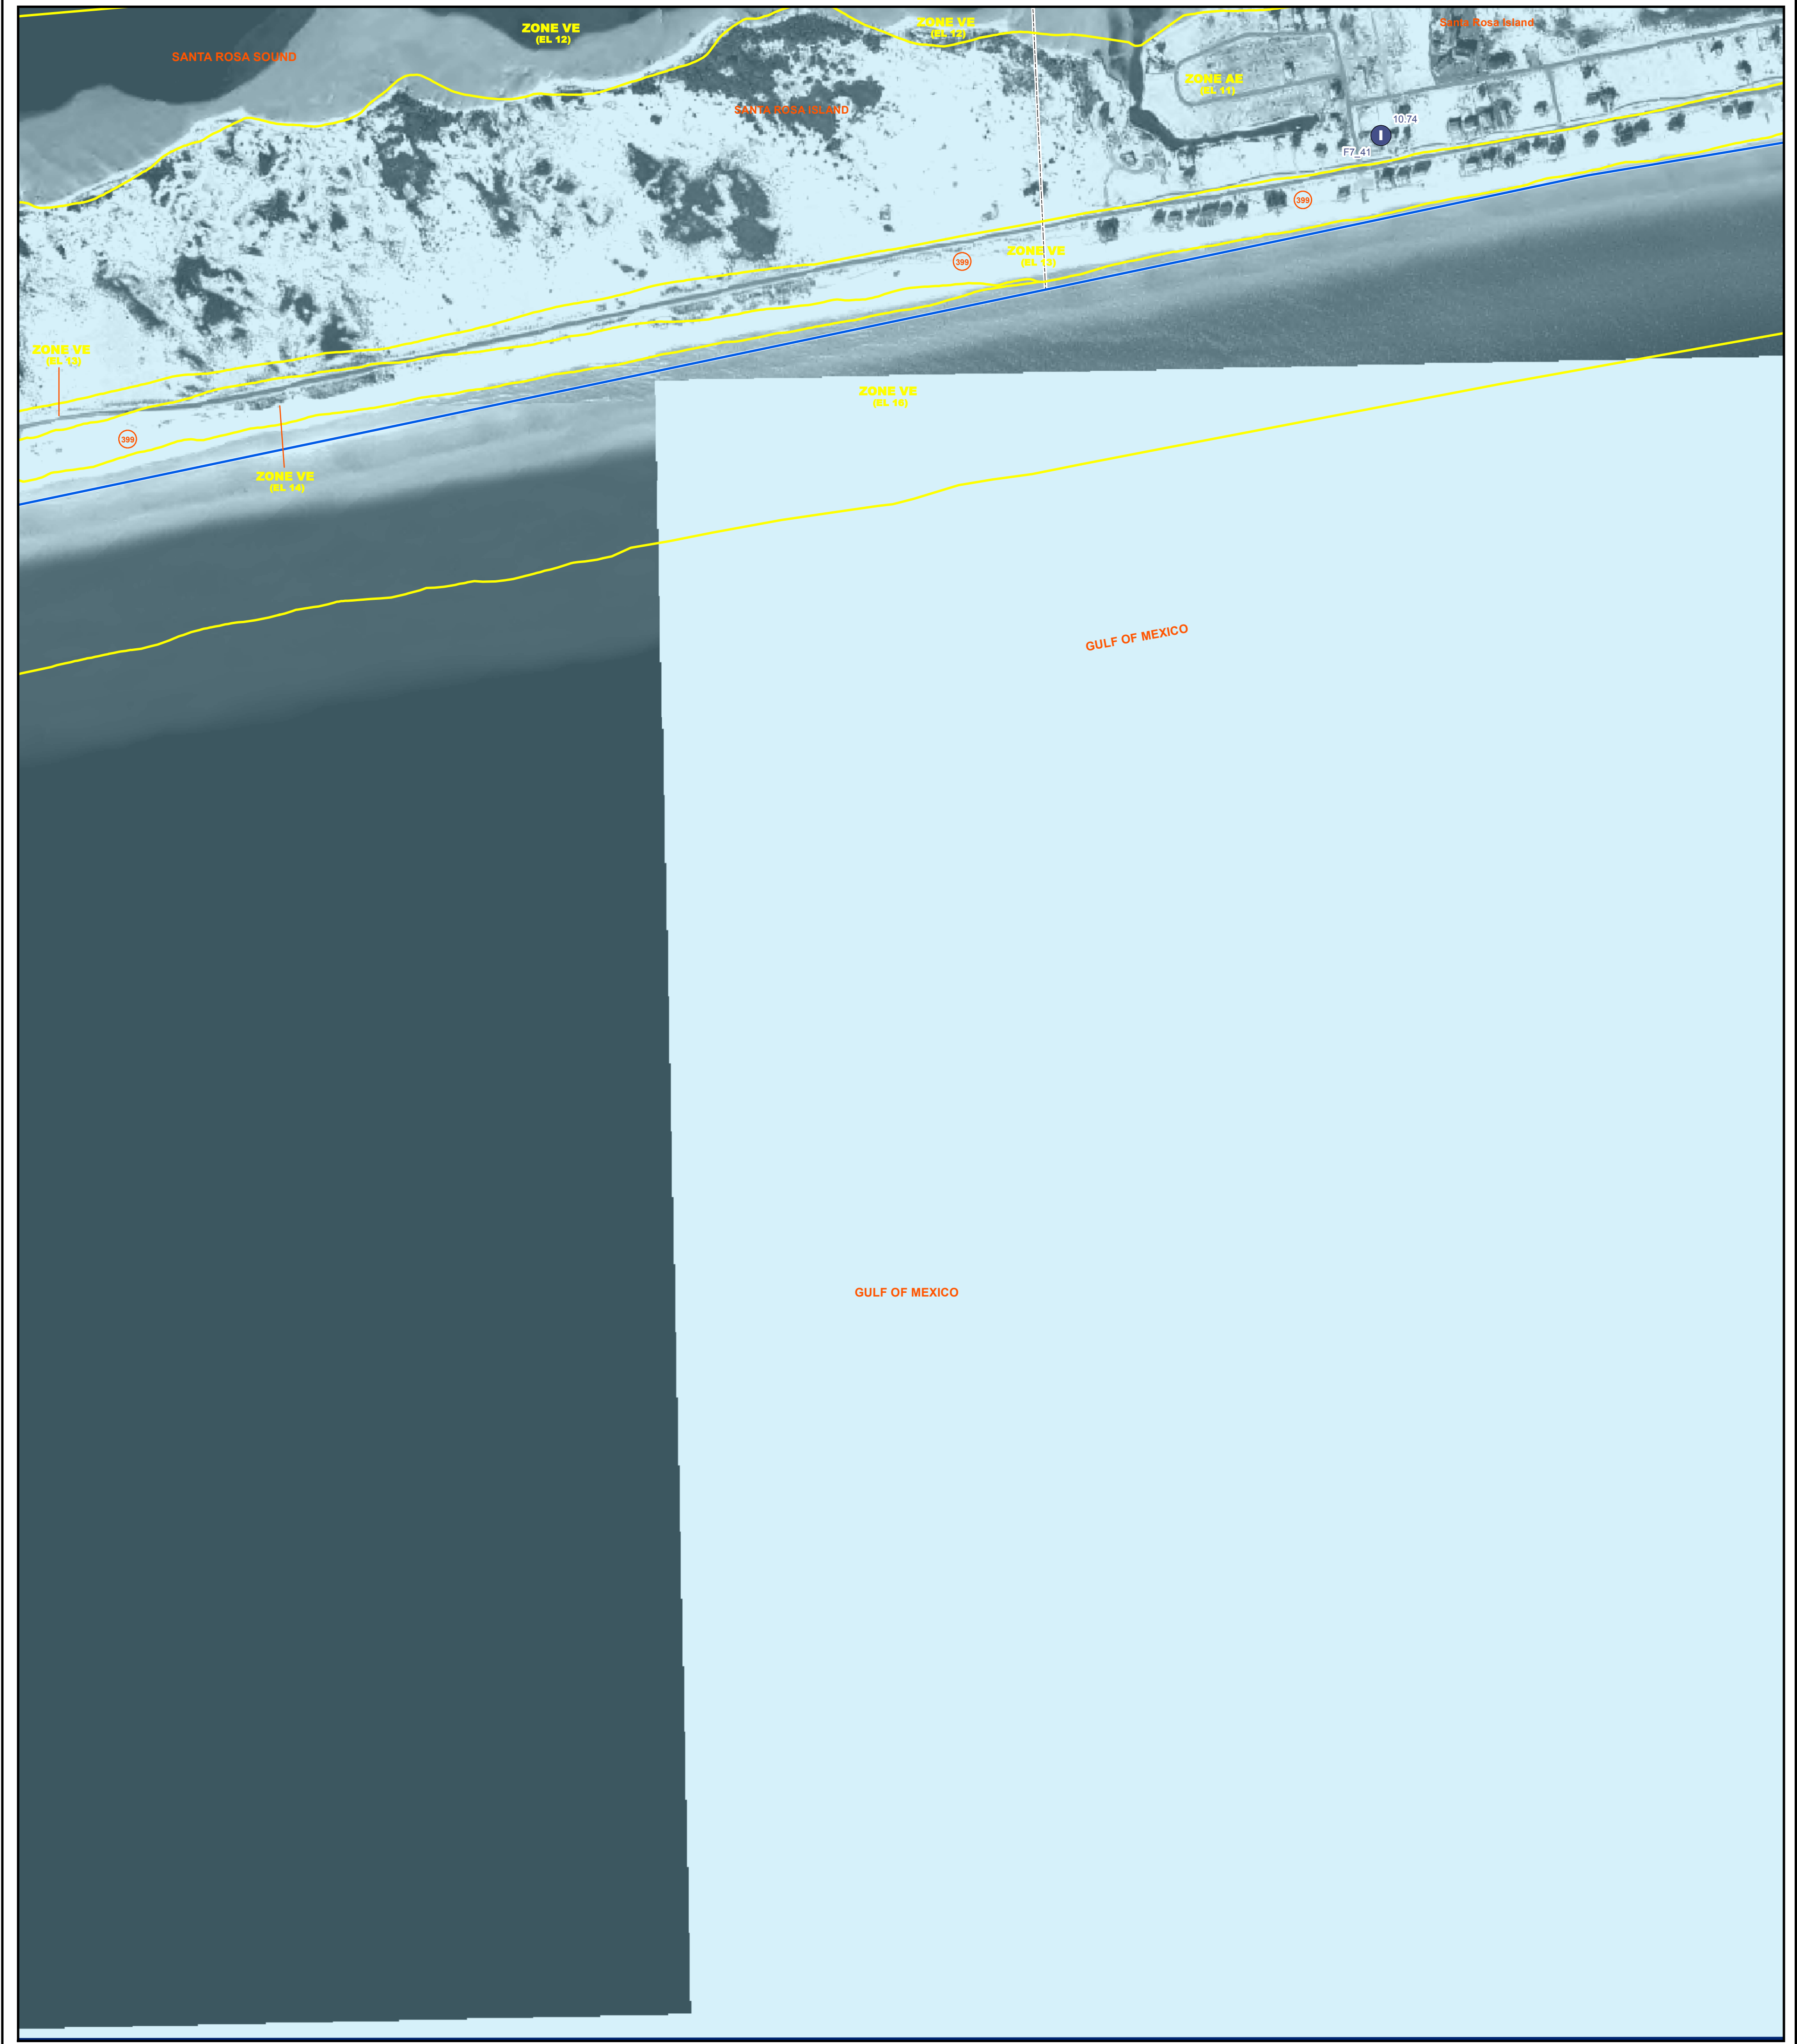 ZONE VE
(EL 12)
ZONE VE
(EL 12)
Santa Rosa Island
SANTA ROSA SOUND
ZONE AE
(EL 11)
SANTA ROSA ISLAND
10.74
F7_41
399
ZONE VE
399
ZONE VE
ZONE VE
399
ZONE VE
(EL 14)
GULF OF MEXICO
GULF OF MEXICO